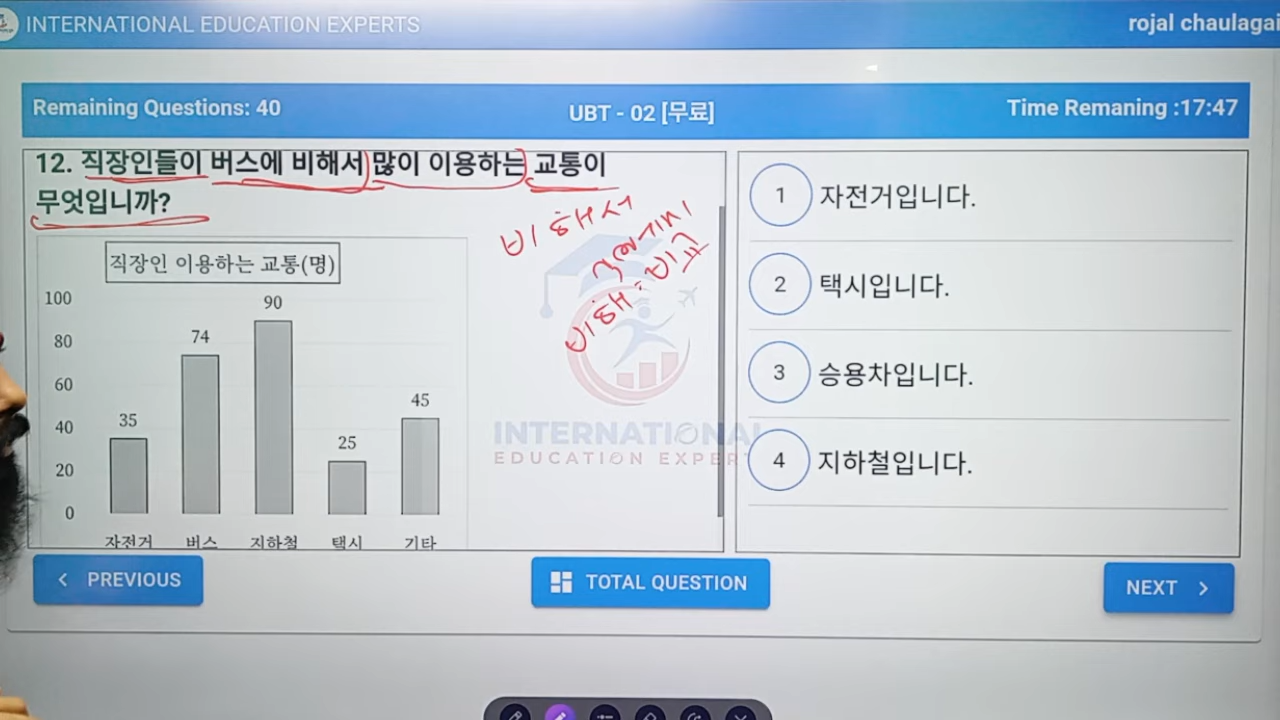 INTERNATIONAL EDUCATION EXPERTS
rojal chaulagai
Remaining Questions: 40
UBT - 02 [무료]
Time Remaning :17:47
12. 직장인들이 버스에 비해서 많이 이용하는 교통이
무엇입니까?
비해서
비해 : 비교
직장인 이용하는 교통(명)
100
80
60
40
20
0
35
74
90
25
45
자전거
버스
지하철
택시
기타
INTERNATIONAL
EDUCATION EXPERT
1 자전거입니다.
2 택시입니다.
3 승용차입니다.
4 지하철입니다.
PREVIOUS
TOTAL QUESTION
NEXT